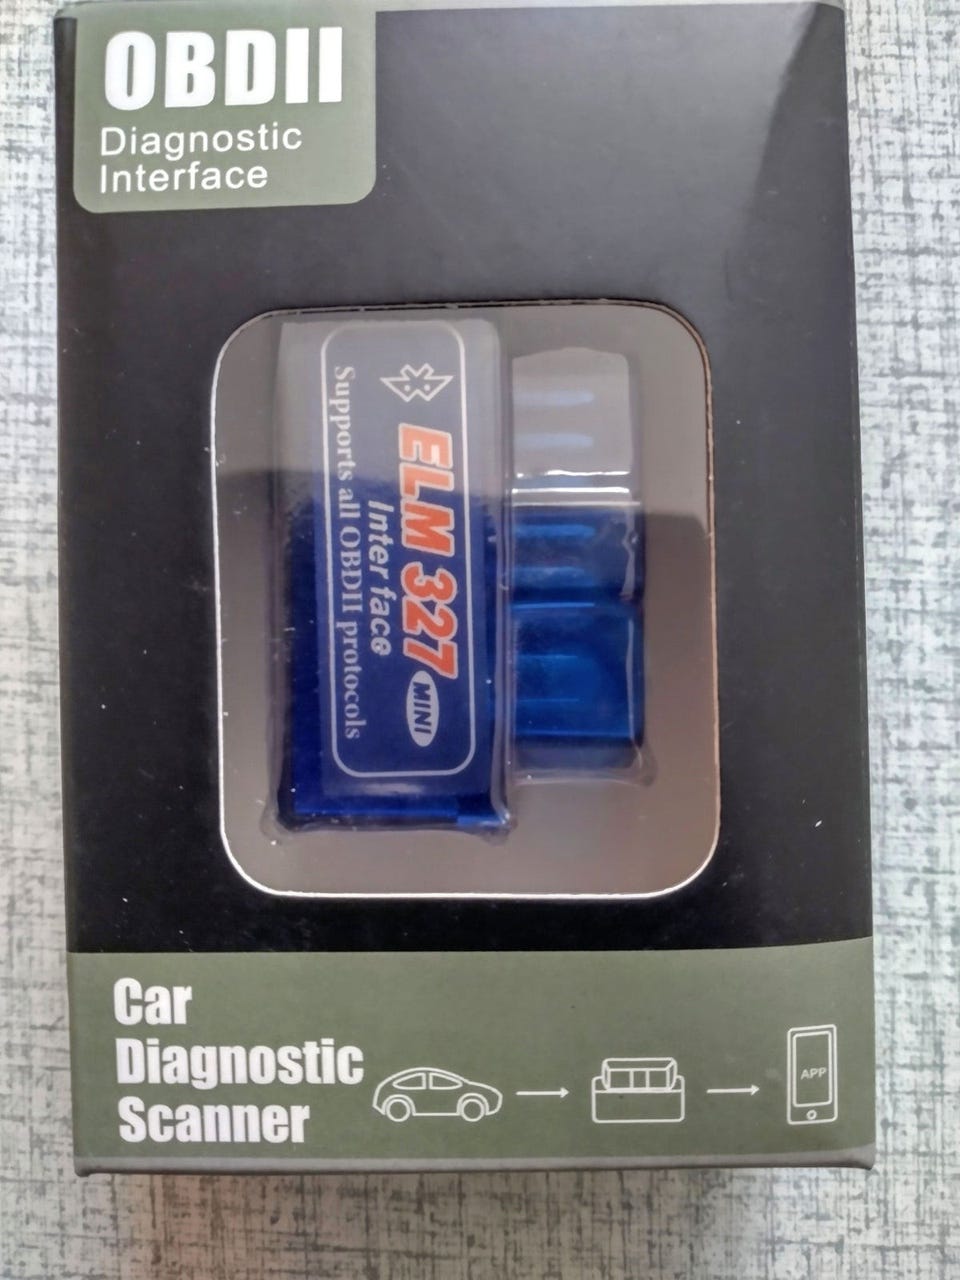 OBDII
Diagnostic
Interface
ELM 327 MINI
Inter face
Supports all OBDII protocols
Car
Diagnostic
Scanner
APP